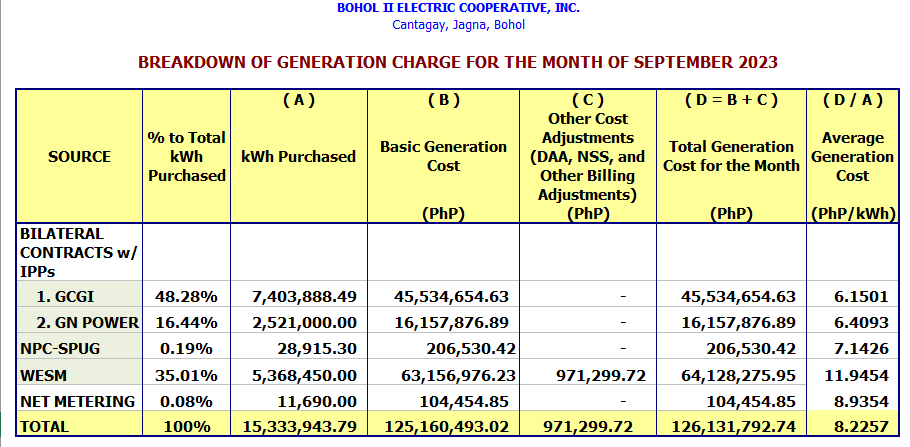 BOHOL II ELECTRIC COOPERATIVE, INC.
Cantagay, Jagna, Bohol
BREAKDOWN OF GENERATION CHARGE FOR THE MONTH OF SEPTEMBER 2023
SOURCE
% to Total
kWh
Purchased
( A )
kWh Purchased
( B )
Basic Generation
Cost
(PhP)
( C )
Other Cost
Adjustments
(DAA, NSS, and
Other Billing
Adjustments)
(PhP)
( D = B + C )
Total Generation
Cost for the Month
(PhP)
( D / A )
Average
Generation
Cost
(PhP/kWh)
BILATERAL
CONTRACTS w/
IPPs
1. GCGI 48.28% 7,403,888.49 45,534,654.63 - 45,534,654.63 6.1501
2. GN POWER 16.44% 2,521,000.00 16,157,876.89 - 16,157,876.89 6.4093
NPC-SPUG 0.19% 28,915.30 206,530.42 - 206,530.42 7.1426
WESM 35.01% 5,368,450.00 63,156,976.23 971,299.72 64,128,275.95 11.9454
NET METERING 0.08% 11,690.00 104,454.85 - 104,454.85 8.9354
TOTAL 100% 15,333,943.79 125,160,493.02 971,299.72 126,131,792.74 8.2257